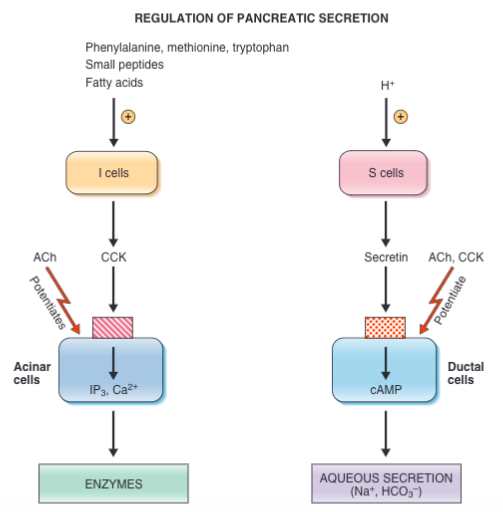 REGULATION OF PANCREATIC SECRETION
Phenylalanine, methionine, tryptophan
Small peptides
Fatty acids
+
I cells
ACh
Potentiates
CCK
Acinar
cells
IP₃, Ca²⁺
ENZYMES
H⁺
+
S cells
Secretin
ACh, CCK
Potentiate
Ductal
cells
cAMP
AQUEOUS SECRETION
(Na⁺, HCO₃⁻)